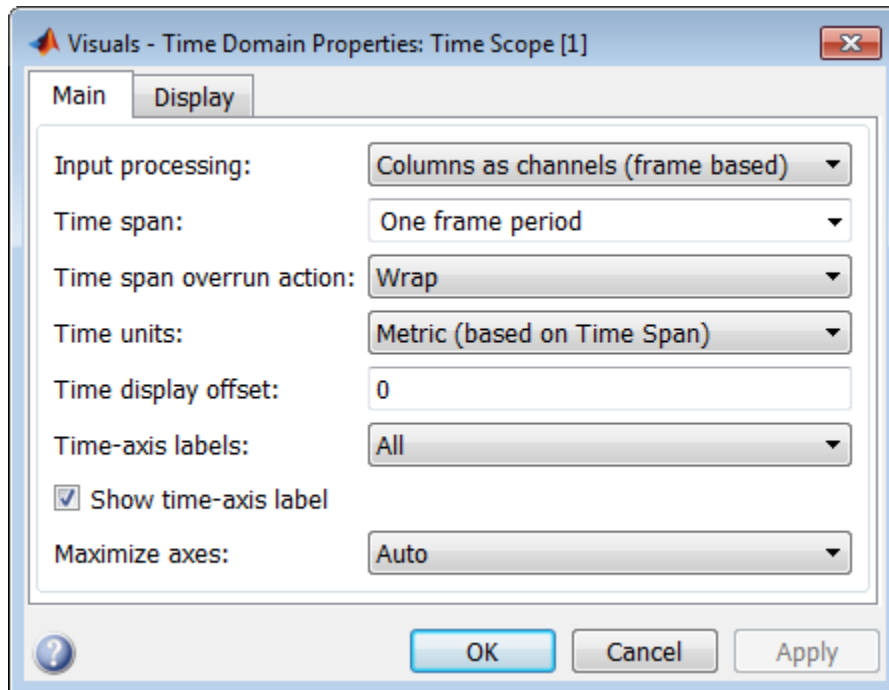 Visuals - Time Domain Properties: Time Scope [1]
Main Display
Input processing: Columns as channels (frame based)
Time span: One frame period
Time span overrun action: Wrap
Time units: Metric (based on Time Span)
Time display offset: 0
Time-axis labels: All
Show time-axis label
Maximize axes: Auto
? OK Cancel Apply